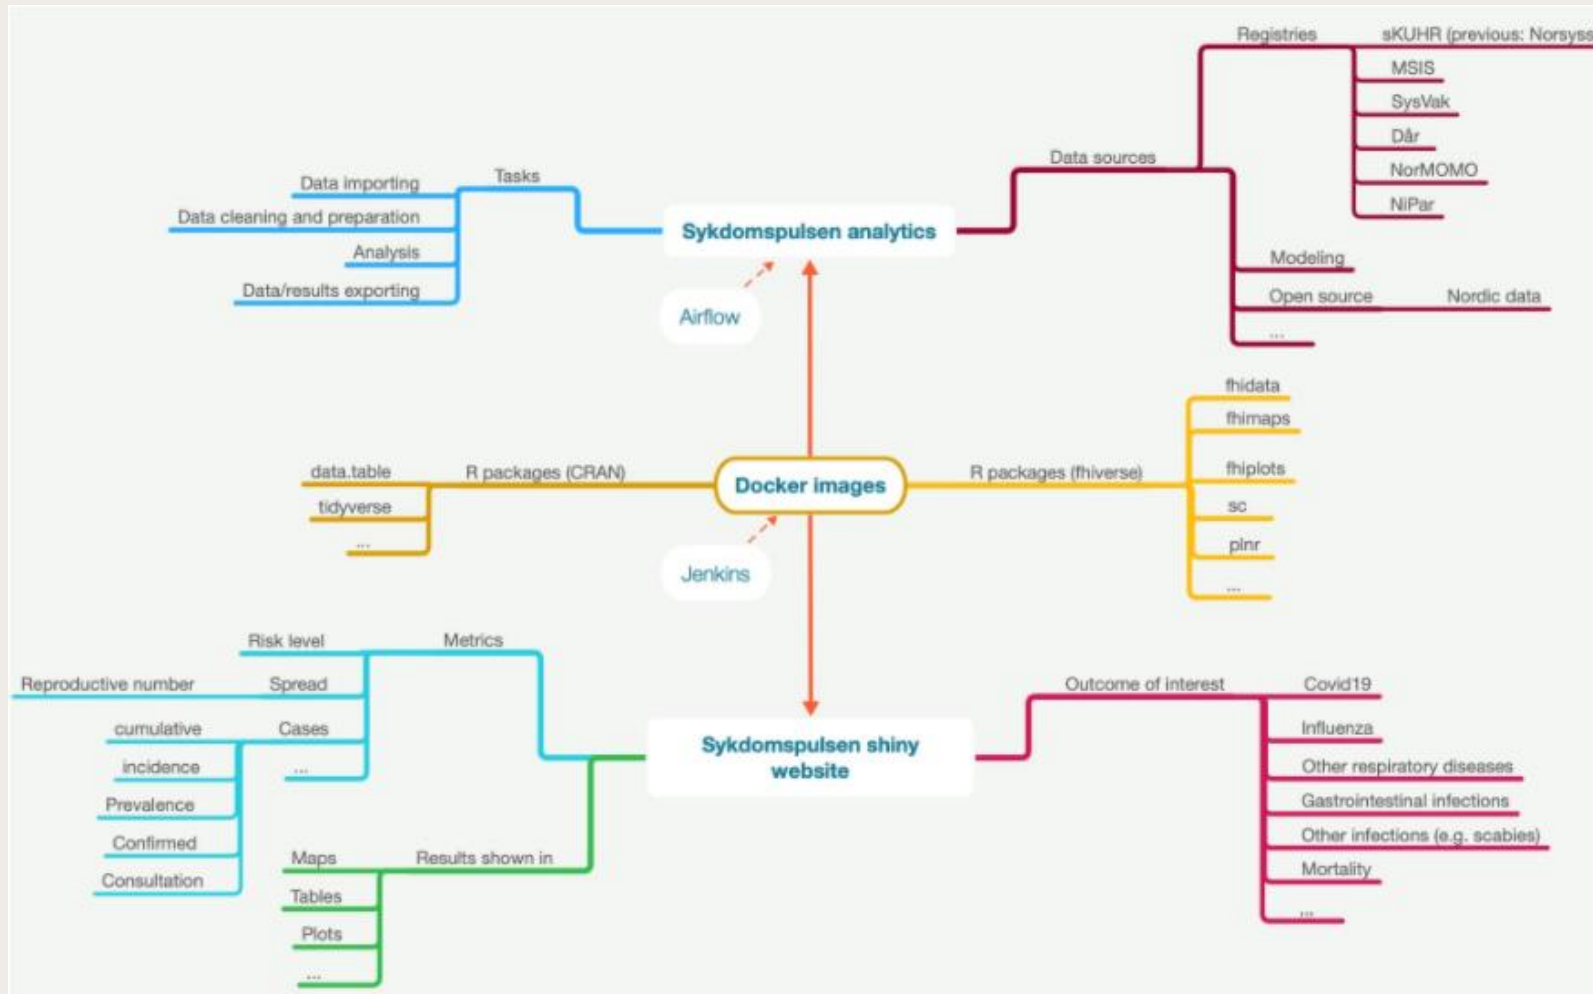 Registries
sKUHR (previous: Norsyss
MSIS
SysVak
Dår
NorMOMO
NiPar
Data sources
Modeling
Open source
Nordic data
...
Tasks
Data importing
Data cleaning and preparation
Analysis
Data/results exporting
Sykdomspulsen analytics
Airflow
fhidata
fhimaps
fhiplots
sc
plnr
...
R packages (fhiverse)
Docker images
R packages (CRAN)
data.table
tidyverse
...
Jenkins
Metrics
Risk level
Spread
Reproductive number
Cases
cumulative
incidence
Prevalence
Confirmed
Consultation
...
Sykdomspulsen shiny
website
Results shown in
Maps
Tables
Plots
...
Outcome of interest
Covid19
Influenza
Other respiratory diseases
Gastrointestinal infections
Other infections (e.g. scabies)
Mortality
...